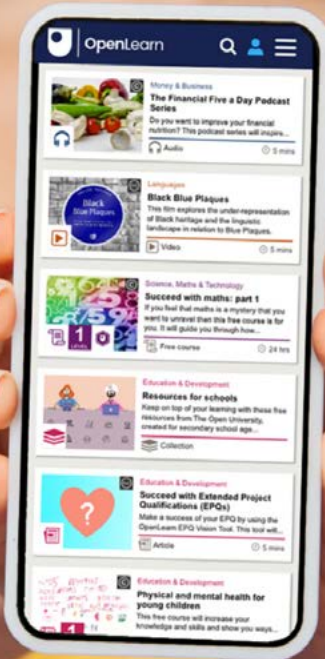 OpenLearn
Money & Business
The Financial Five a Day Podcast
Series
Do you want to improve your financial
nutrition? This podcast series will inspire...
Audio
5 mins
Languages
Black Blue Plaques
Black
Blue Plaques
This film explores the under-representation
of Black heritage and the linguistic
landscape in relation to Blue Plaques.
Video
5 mins
Science, Maths & Technology
Succeed with maths: part 1
If you feel that maths is a mystery that you
want to unravel then this free course is for
you. It will guide you through how...
1
LEVEL
Free course
24 hrs
Education & Development
Resources for schools
Keep on top of your learning with these free
resources from The Open University,
created for secondary school age...
Collection
Education & Development
Succeed with Extended Project
Qualifications (EPQs)
?
Make a success of your EPQ by using the
OpenLearn EPQ Vision Tool. This tool will...
Article
5 mins
Education & Development
Physical and mental health for
young children
This free course will increase your
knowledge and skills and show you ways...
1